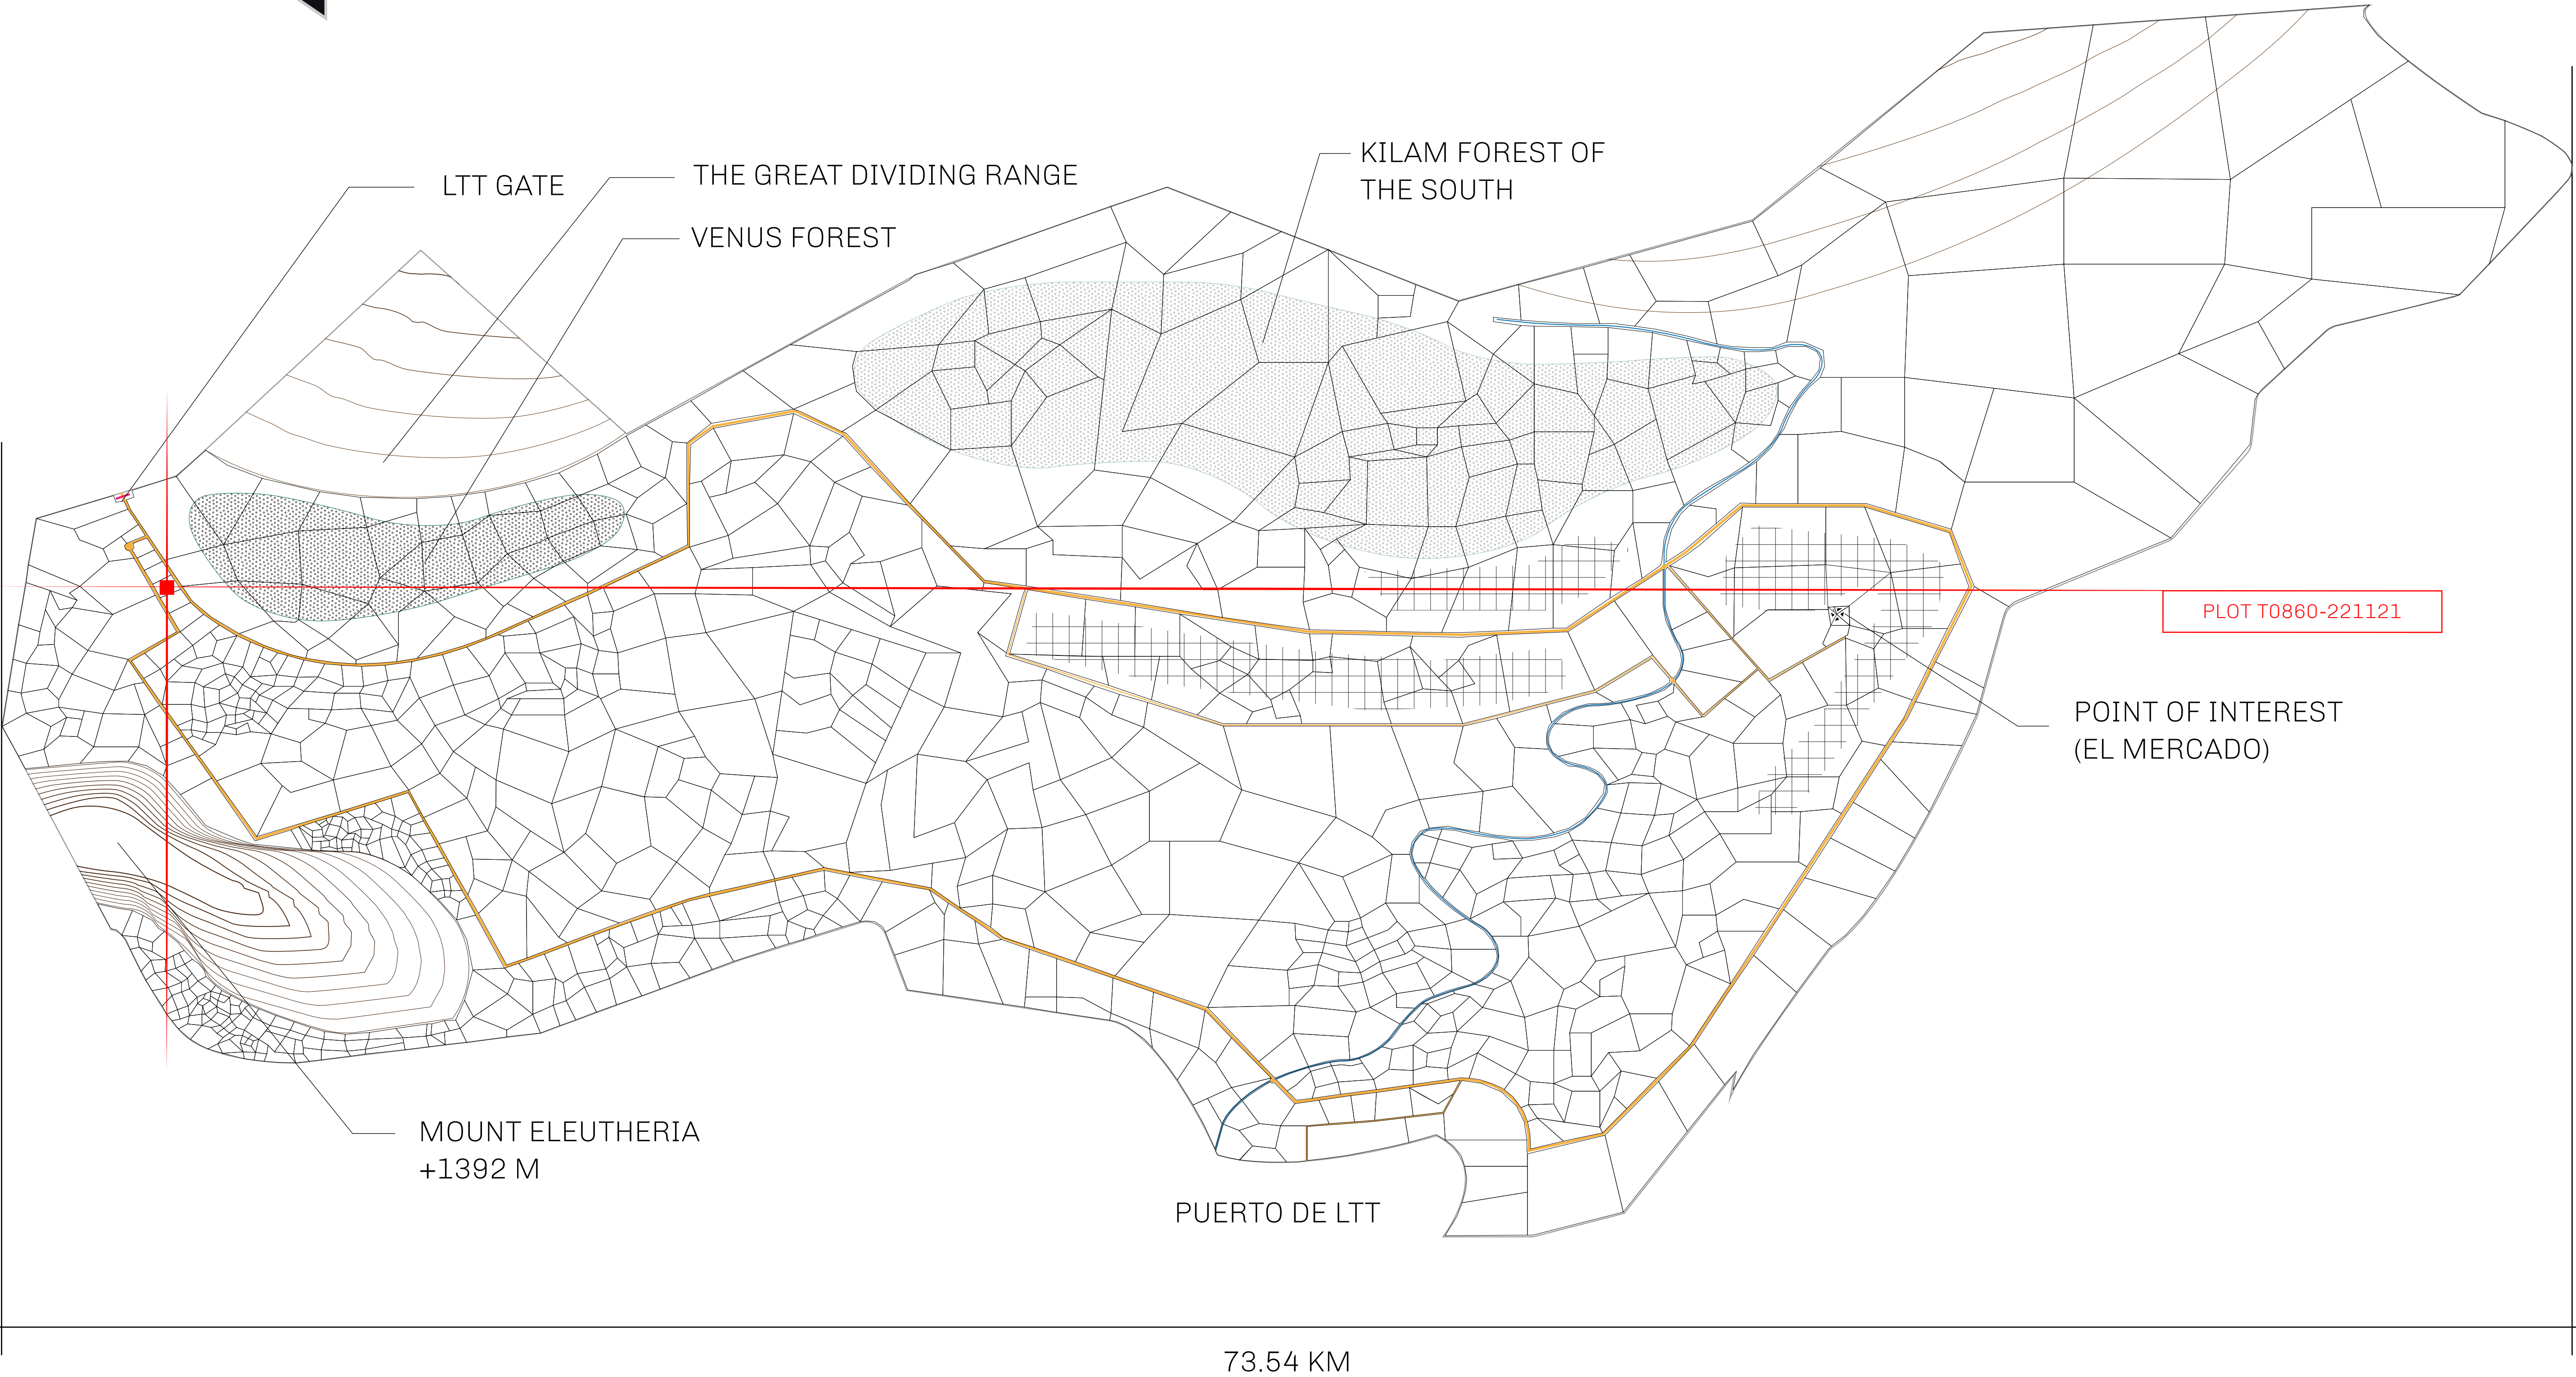 KILAM FOREST OF
THE SOUTH
LTT GATE
THE GREAT DIVIDING RANGE
VENUS FOREST
PLOT T0860-221121
POINT OF INTEREST
(EL MERCADO)
MOUNT ELEUTHERIA
+1392 M
PUERTO DE LTT
73.54 KM